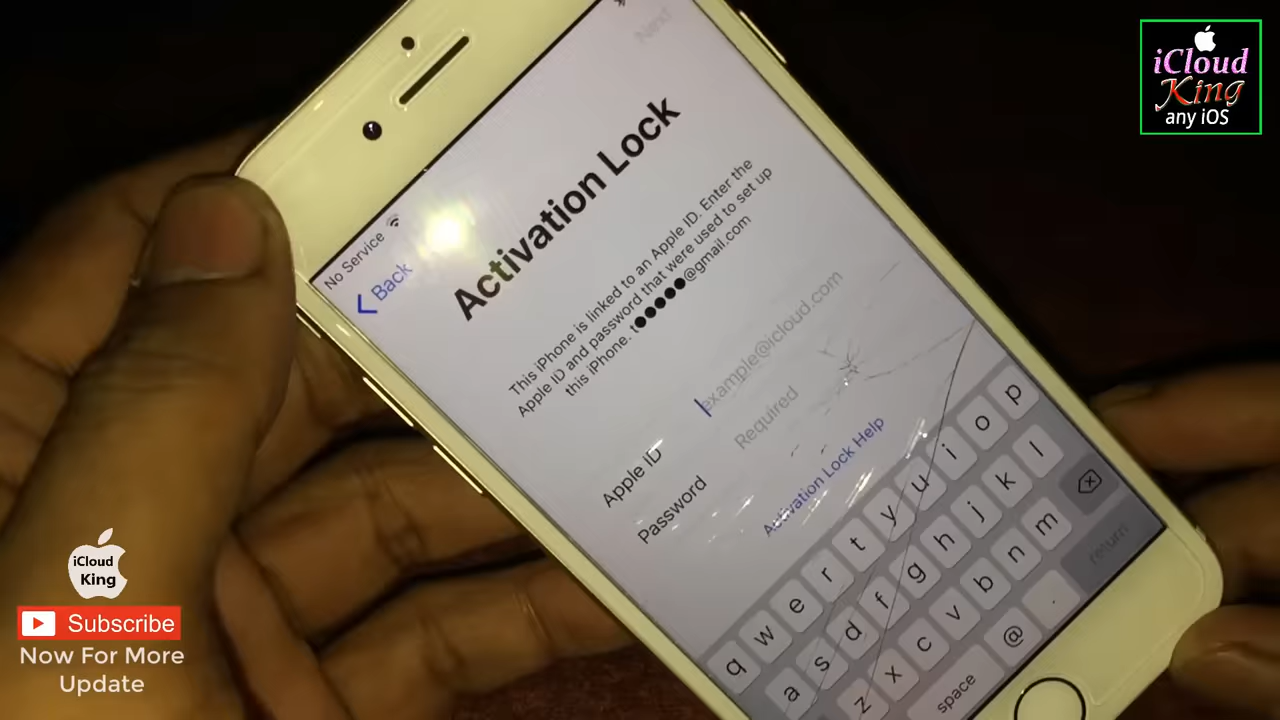 iCloud
King
any iOS
Next
No Service
Back
Activation Lock
This iPhone is linked to an Apple ID. Enter the
Apple ID and password that were used to set up
this iPhone. t●●●●●@gmail.com
Apple ID example@icloud.com
Password Required
Activation Lock Help
q w e r t y u i o p
a s d f g h j k l
z x c v b n m
space @ . return
iCloud
King
Subscribe
Now For More
Update